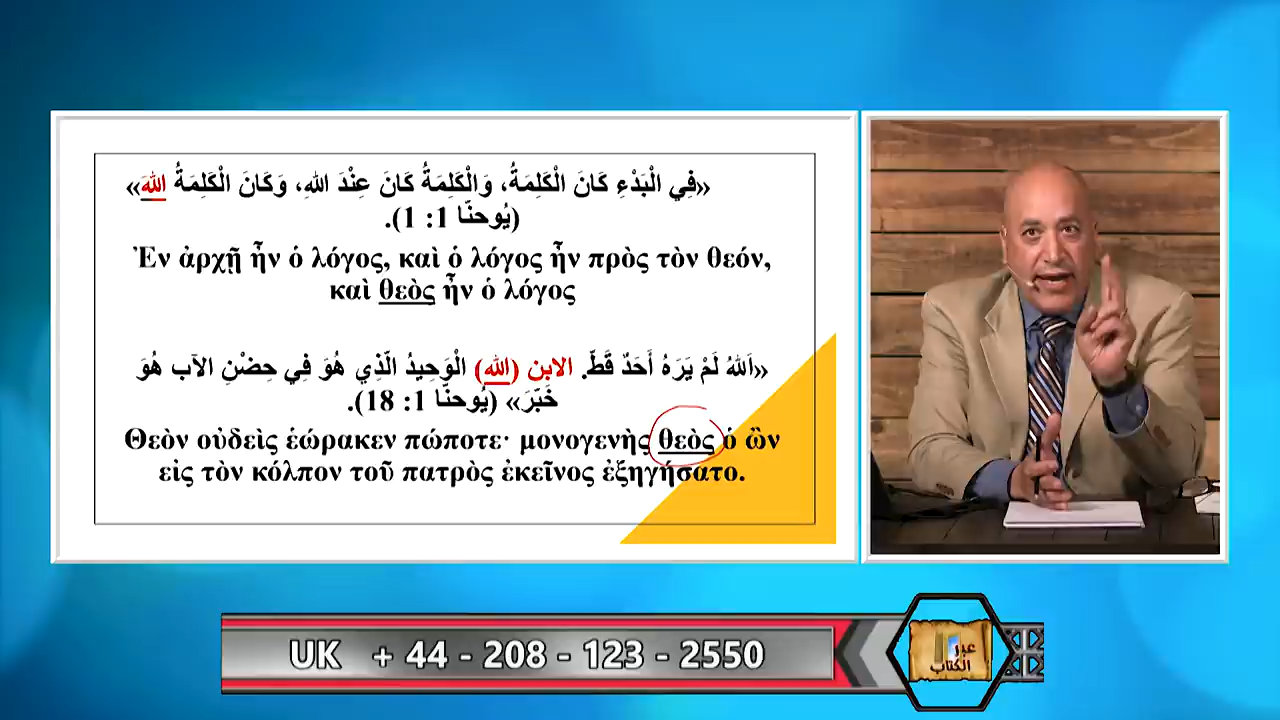 «فِي الْبَدْءِ كَانَ الْكَلِمَةُ، وَالْكَلِمَةُ كَانَ عِنْدَ اللهِ، وَكَانَ الْكَلِمَةُ اللهَ»
(يُوحنّا 1: 1).
Ἐν ἀρχῇ ἦν ὁ λόγος, καὶ ὁ λόγος ἦν πρὸς τὸν θεόν,
καὶ θεὸς ἦν ὁ λόγος
«اَللهُ لَمْ يَرَهُ أَحَدٌ قَطّ. الابن (الله) الْوَحِيدُ الّذِي هُوَ فِي حِضْنِ الآب هُوَ
خَبّرَ» (يُوحنّا 1: 18).
Θεὸν οὐδεὶς ἑώρακεν πώποτε· μονογενὴς θεὸς ὁ ὢν
εἰς τὸν κόλπον τοῦ πατρὸς ἐκεῖνος ἐξηγήσατο.
UK + 44 - 208 - 123 - 2550
عبر
الكتاب